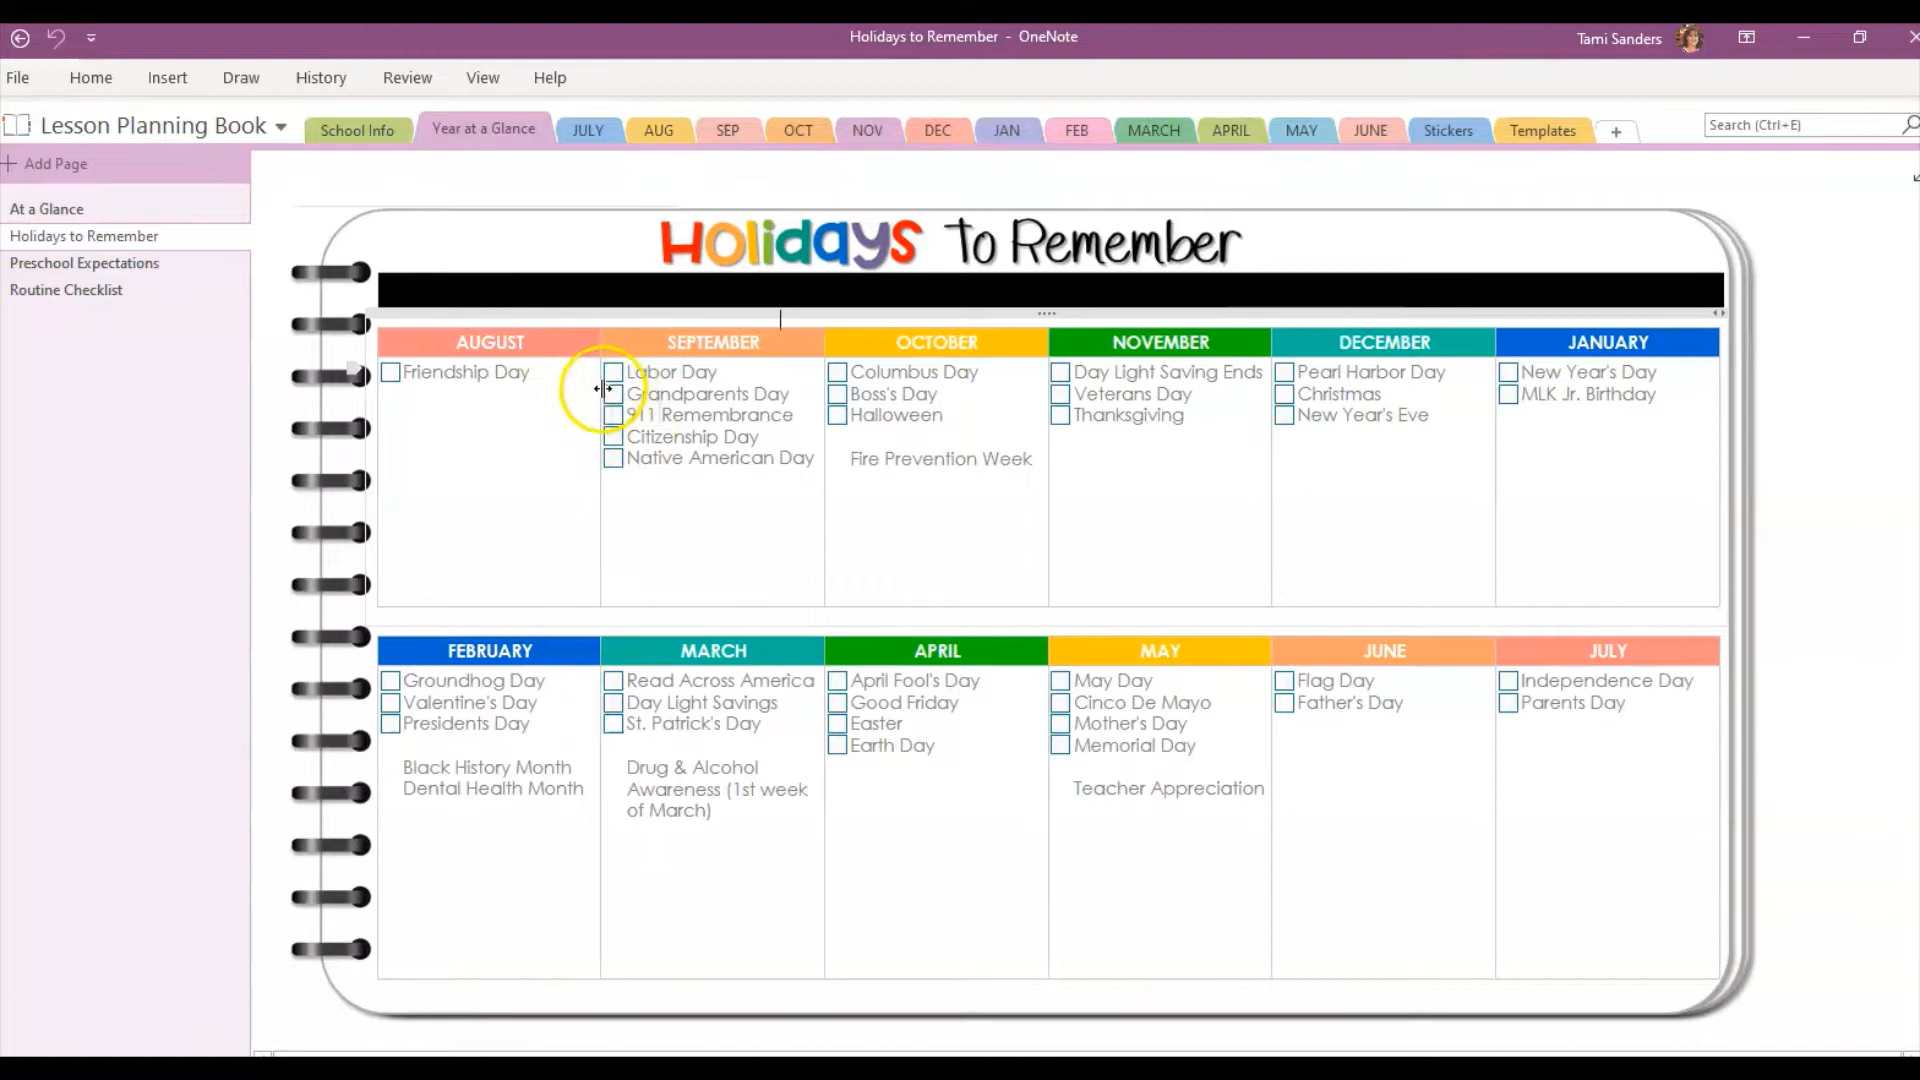 Holidays to Remember - OneNote
Tami Sanders
File Home Insert Draw History Review View Help
Lesson Planning Book
School Info Year at a Glance JULY AUG SEP OCT NOV DEC JAN FEB MARCH APRIL MAY JUNE Stickers Templates +
Search (Ctrl+E)
Add Page
At a Glance
Holidays to Remember
Preschool Expectations
Routine Checklist
Holidays To Remember
AUGUST
Friendship Day
SEPTEMBER
Labor Day
Grandparents Day
911 Remembrance
Citizenship Day
Native American Day
OCTOBER
Columbus Day
Boss's Day
Halloween
Fire Prevention Week
NOVEMBER
Day Light Saving Ends
Veterans Day
Thanksgiving
DECEMBER
Pearl Harbor Day
Christmas
New Year's Eve
JANUARY
New Year's Day
MLK Jr. Birthday
FEBRUARY
Groundhog Day
Valentine's Day
Presidents Day
Black History Month
Dental Health Month
MARCH
Read Across America
Day Light Savings
St. Patrick's Day
Drug & Alcohol
Awareness (1st week
of March)
APRIL
April Fool's Day
Good Friday
Easter
Earth Day
MAY
May Day
Cinco De Mayo
Mother's Day
Memorial Day
Teacher Appreciation
JUNE
Flag Day
Father's Day
JULY
Independence Day
Parents Day